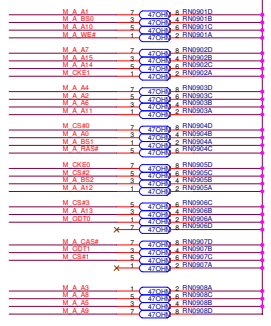 M_A_A1 7 47OHM 8 RN0901D
M_A_BS0 3 47OHM 4 RN0901B
M_A_A10 5 47OHM 6 RN0901C
M_A_WE# 1 47OHM 2 RN0901A
M_A_A7 7 47OHM 8 RN0902D
M_A_A15 3 47OHM 4 RN0902B
M_A_A14 5 47OHM 6 RN0902C
M_CKE1 1 47OHM 2 RN0902A
M_A_A4 7 47OHM 8 RN0903D
M_A_A2 5 47OHM 6 RN0903C
M_A_A6 3 47OHM 4 RN0903B
M_A_A11 1 47OHM 2 RN0903A
M_CS#0 7 47OHM 8 RN0904D
M_A_A0 3 47OHM 4 RN0904B
M_A_BS1 1 47OHM 2 RN0904A
M_A_RAS# 5 47OHM 6 RN0904C
M_CKE0 7 47OHM 8 RN0905D
M_CS#2 5 47OHM 6 RN0905C
M_A_BS2 3 47OHM 4 RN0905B
M_A_A12 1 47OHM 2 RN0905A
M_CS#3 5 47OHM 6 RN0906C
M_A_A13 3 47OHM 4 RN0906B
M_ODT0 1 47OHM 2 RN0906A
7 47OHM 8 RN0906D
M_A_CAS# 7 47OHM 8 RN0907D
M_ODT1 3 47OHM 4 RN0907B
M_CS#1 5 47OHM 6 RN0907C
1 47OHM 2 RN0907A
M_A_A3 1 47OHM 2 RN0908A
M_A_A8 5 47OHM 6 RN0908C
M_A_A5 3 47OHM 4 RN0908B
M_A_A9 7 47OHM 8 RN0908D